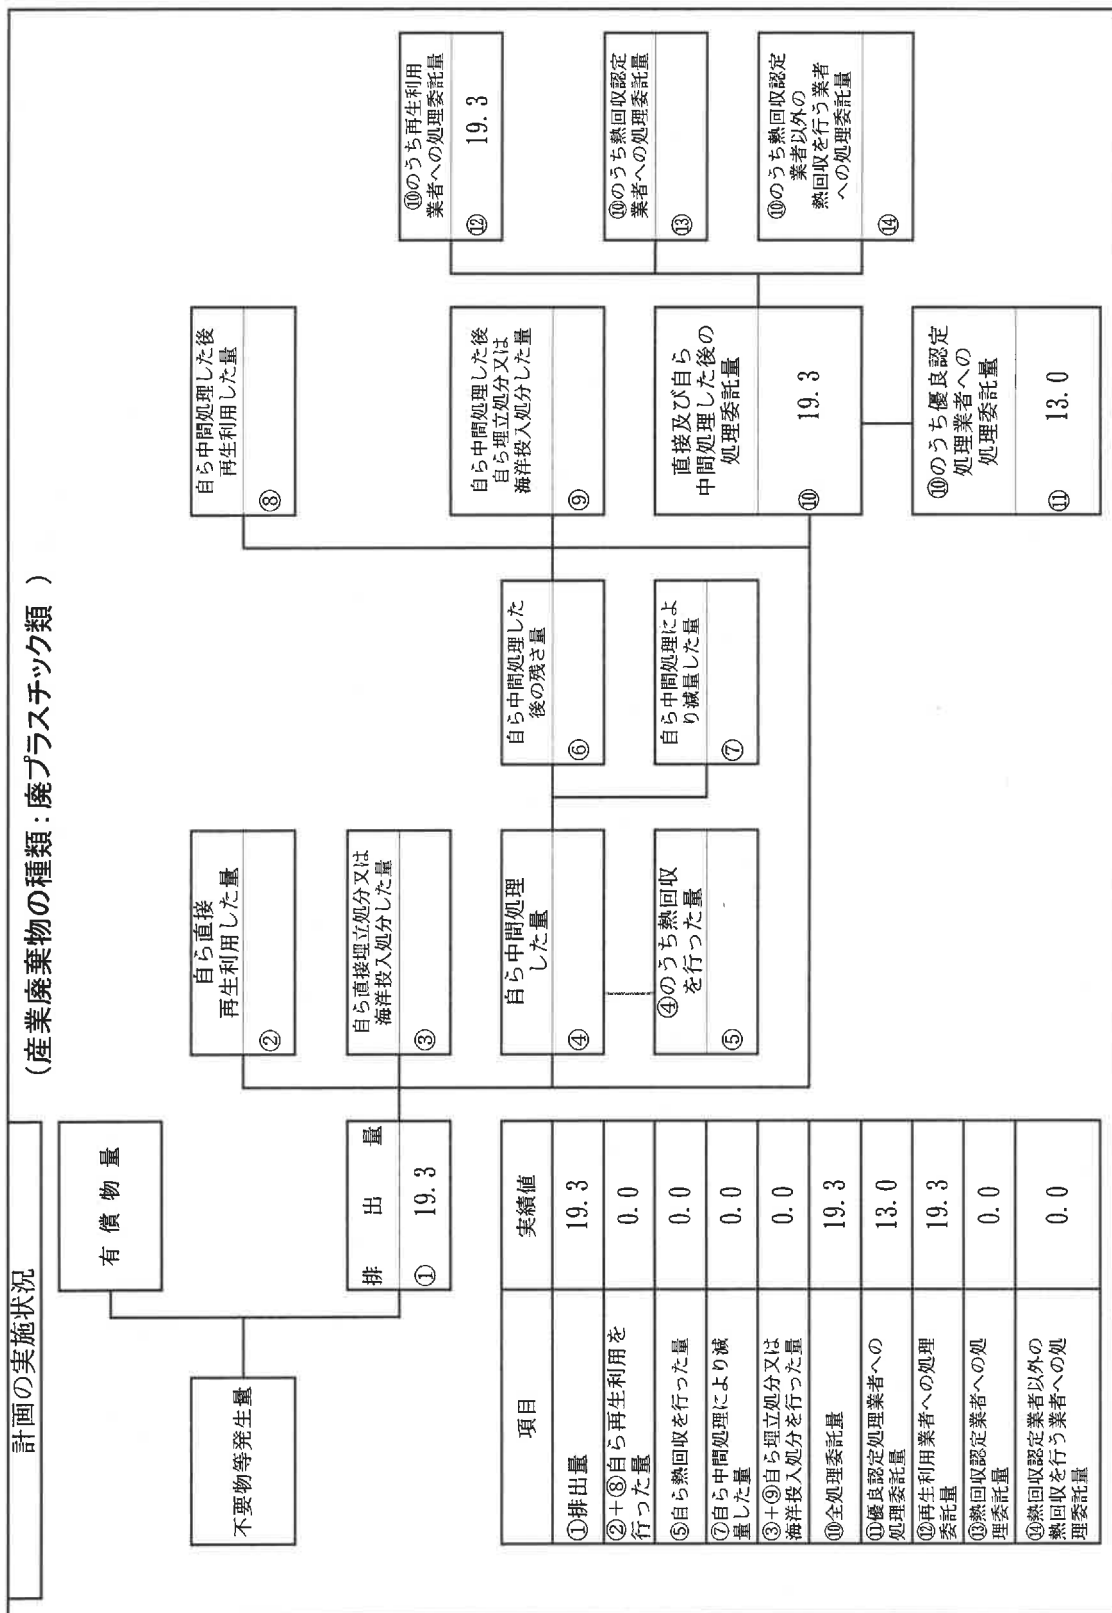 計画の実施状況
(産業廃棄物の種類：廃プラスチック類 )
有 償 物 量
不要物等発生量
排 出 量
① 19.3
自ら直接
再生利用した量
②
自ら直接埋立処分又は
海洋投入処分した量
③
自ら中間処理
した量
④
④のうち熱回収
を行った量
⑤
自ら中間処理した
後の残さ量
⑥
自ら中間処理によ
り減量した量
⑦
自ら中間処理した後
再生利用した量
⑧
自ら中間処理した後
自ら埋立処分又は
海洋投入処分した量
⑨
直接及び自ら
中間処理した後の
処理委託量
⑩ 19.3
⑩のうち優良認定
処理業者への
処理委託量
⑪ 13.0
⑩のうち再生利用
業者への処理委託量
⑫ 19.3
⑩のうち熱回収認定
業者への処理委託量
⑬
⑩のうち熱回収認定
業者以外の
熱回収を行う業者
への処理委託量
⑭
項目 実績値
①排出量 19.3
②+⑧自ら再生利用を
行った量 0.0
⑤自ら熱回収を行った量 0.0
⑦自ら中間処理により減
量した量 0.0
③+⑨自ら埋立処分又は
海洋投入処分を行った量 0.0
⑩全処理委託量 19.3
⑪優良認定処理業者への
処理委託量 13.0
⑫再生利用業者への処理
委託量 19.3
⑬熱回収認定業者への処
理委託量 0.0
⑭熱回収認定業者以外の
熱回収を行う業者への処
理委託量 0.0